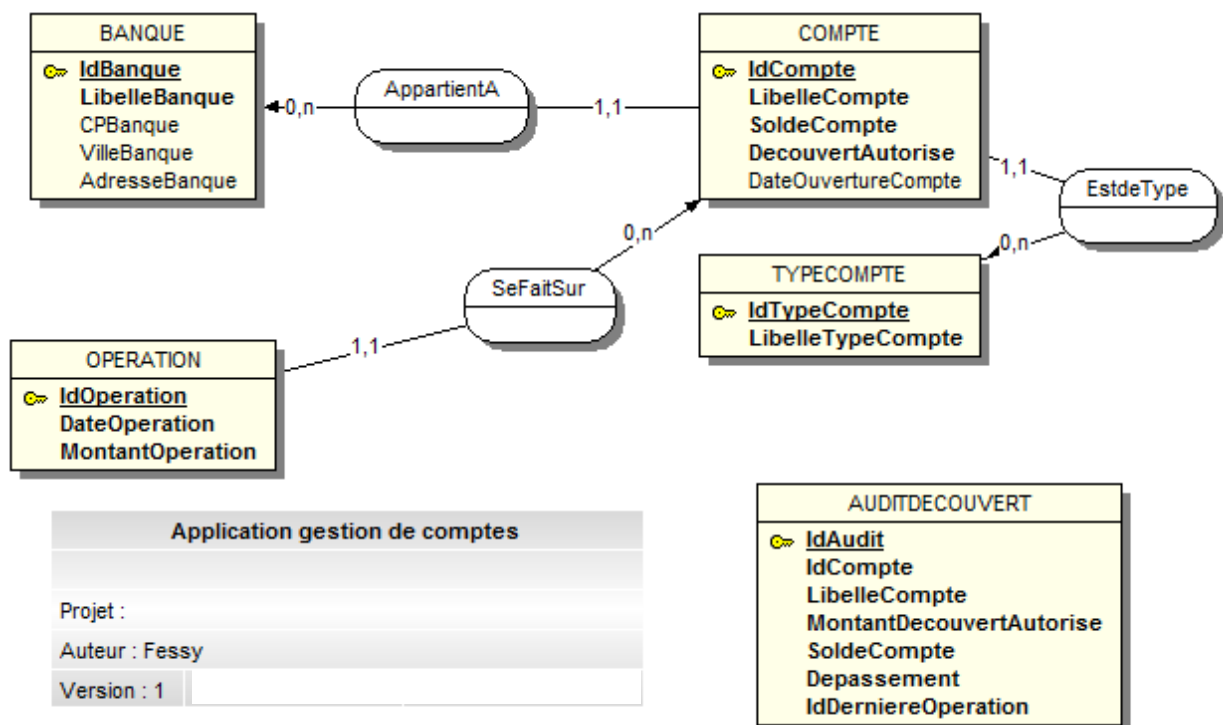 BANQUE
IdBanque
LibelleBanque
CPBanque
VilleBanque
AdresseBanque
0,n
AppartientA
1,1
COMPTE
IdCompte
LibelleCompte
SoldeCompte
DecouvertAutorise
DateOuvertureCompte
1,1
EstdeType
0,n
TYPECOMPTE
IdTypeCompte
LibelleTypeCompte
0,n
SeFaitSur
1,1
OPERATION
IdOperation
DateOperation
MontantOperation
Application gestion de comptes
Projet :
Auteur : Fessy
Version : 1
AUDITDECOUVERT
IdAudit
IdCompte
LibelleCompte
MontantDecouvertAutorise
SoldeCompte
Depassement
IdDerniereOperation